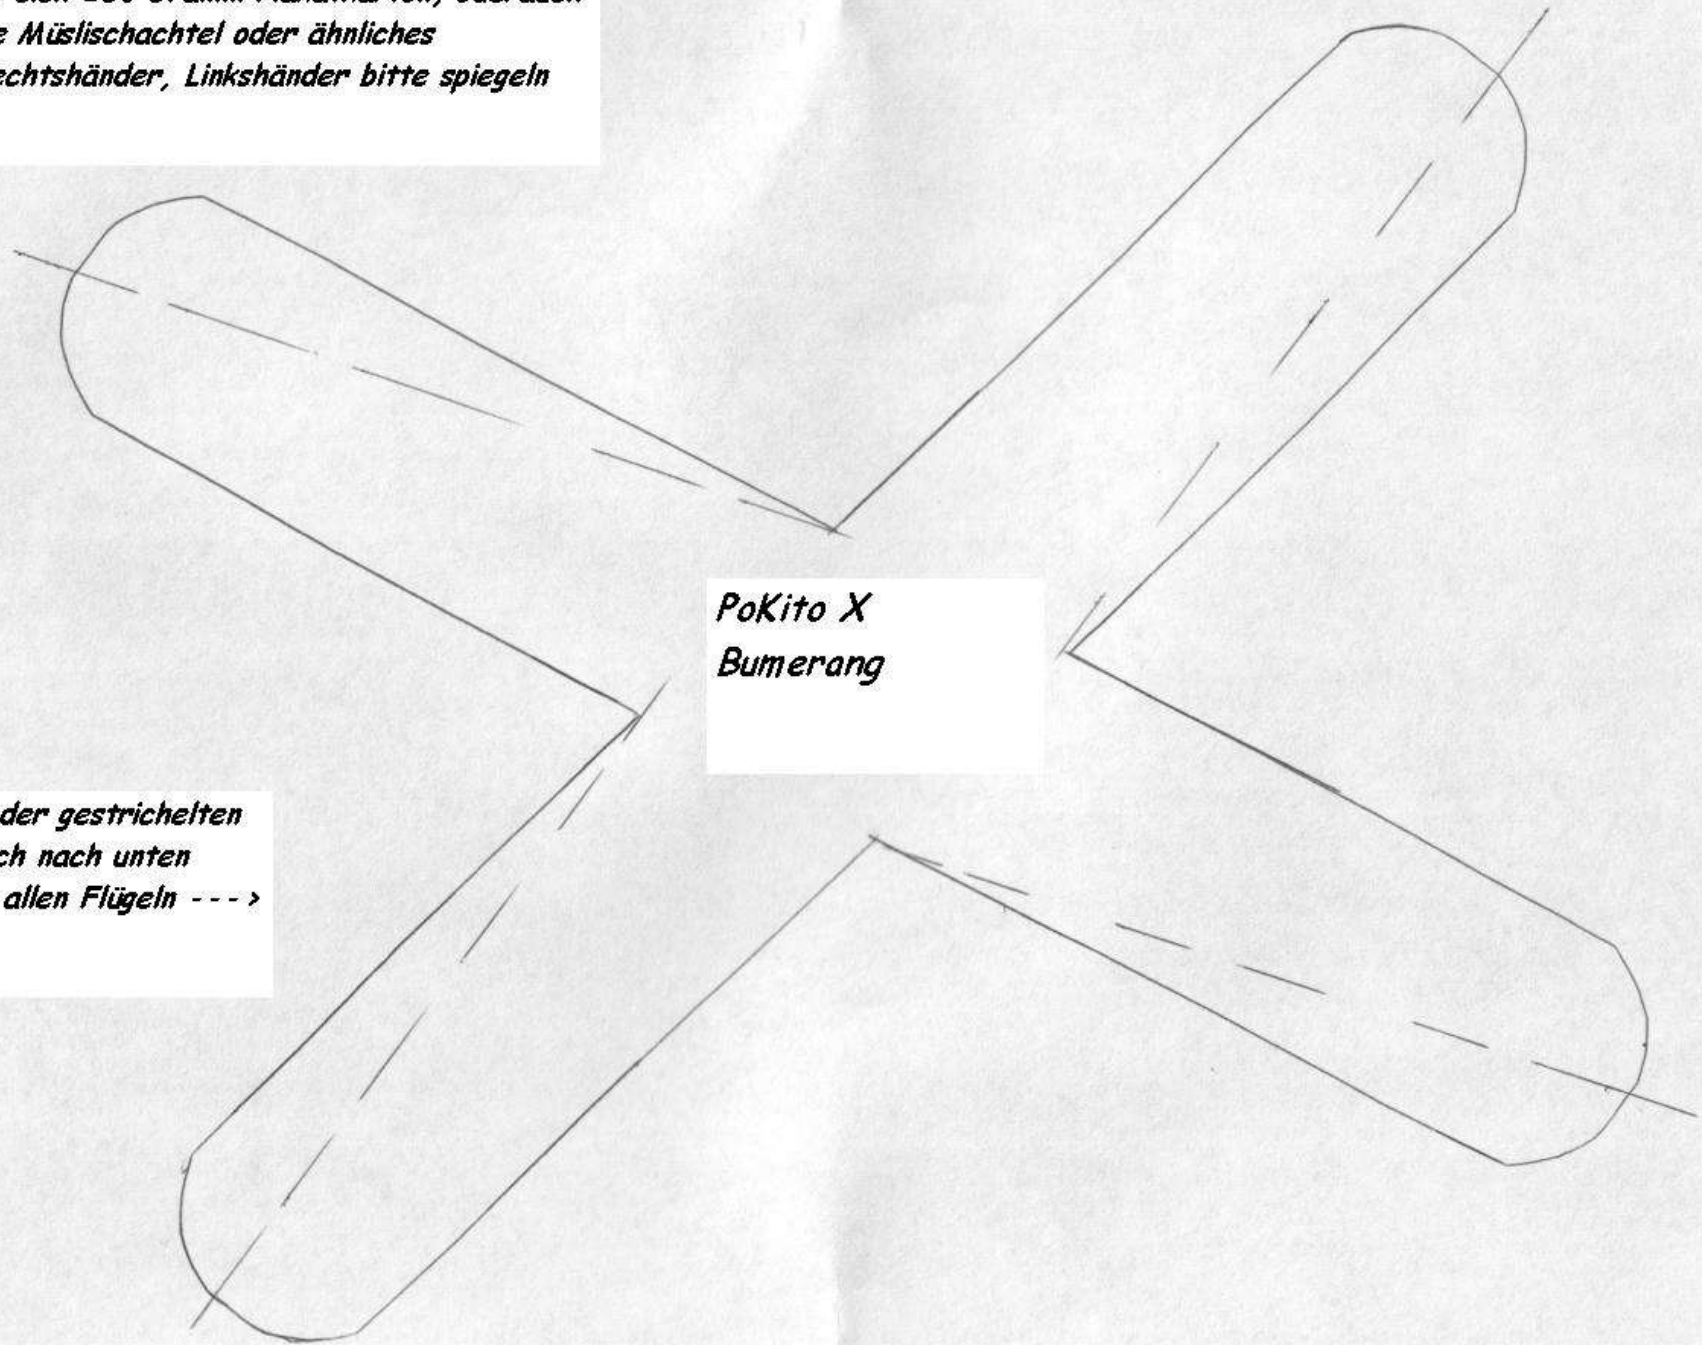 e Müslischachtel oder ähnliches
echtshänder, Linkshänder bitte spiegeln
PoKito X
Bumerang
der gestrichelten
ch nach unten
allen Flügeln --->